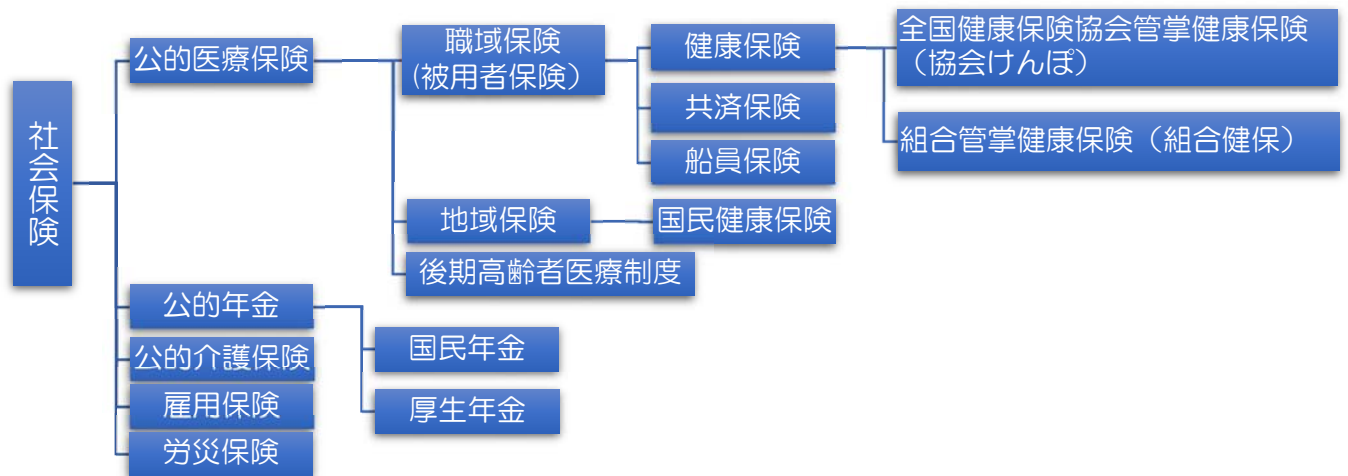 社会保険
公的医療保険
職域保険
(被用者保険）
健康保険
全国健康保険協会管掌健康保険
（協会けんぽ）
組合管掌健康保険（組合健保）
共済保険
船員保険
地域保険
国民健康保険
後期高齢者医療制度
公的年金
国民年金
厚生年金
公的介護保険
雇用保険
労災保険